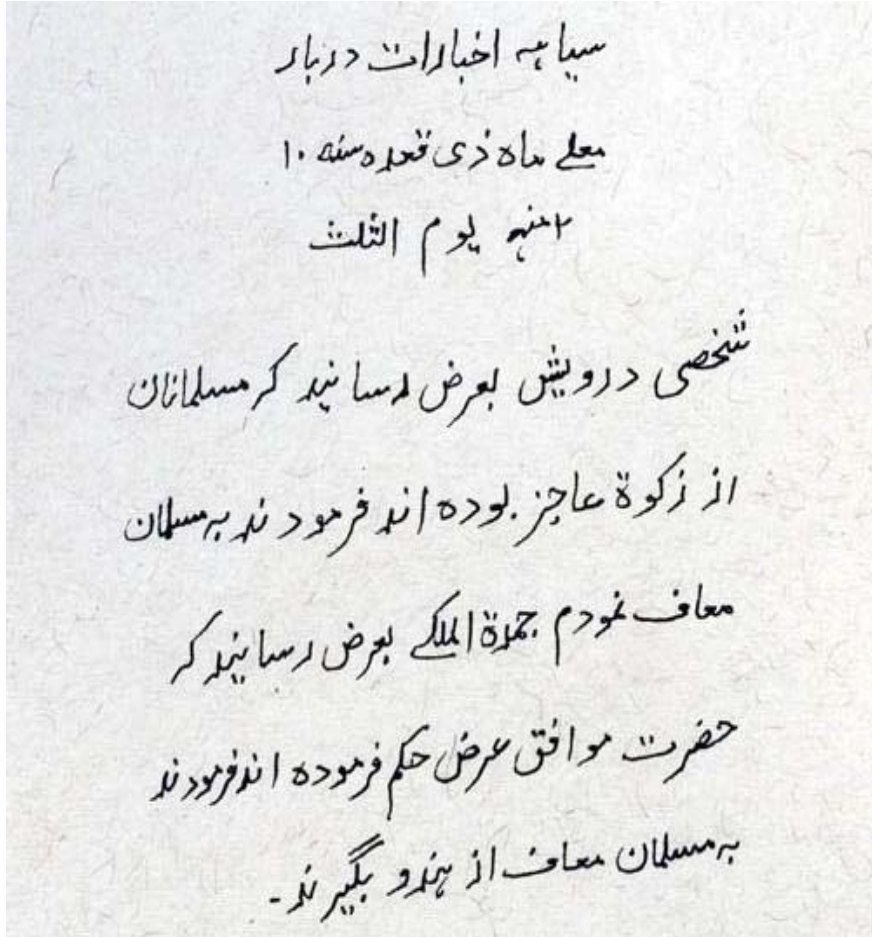 سیاهه اخبارات دربار
معلے ماه ذی قعده سنه ۱۰
۲ منه یوم الثلث
شخصی درویش بعرض رسانید که مسلمانان
از زکوة عاجز بوده اند فرمودند به مسلمان
معاف نمودم جمدة الملکے بعرض رسانید که
حضرت موافق عرض حکم فرموده اند فرمودند
به مسلمان معاف از هندو بگیرند۔